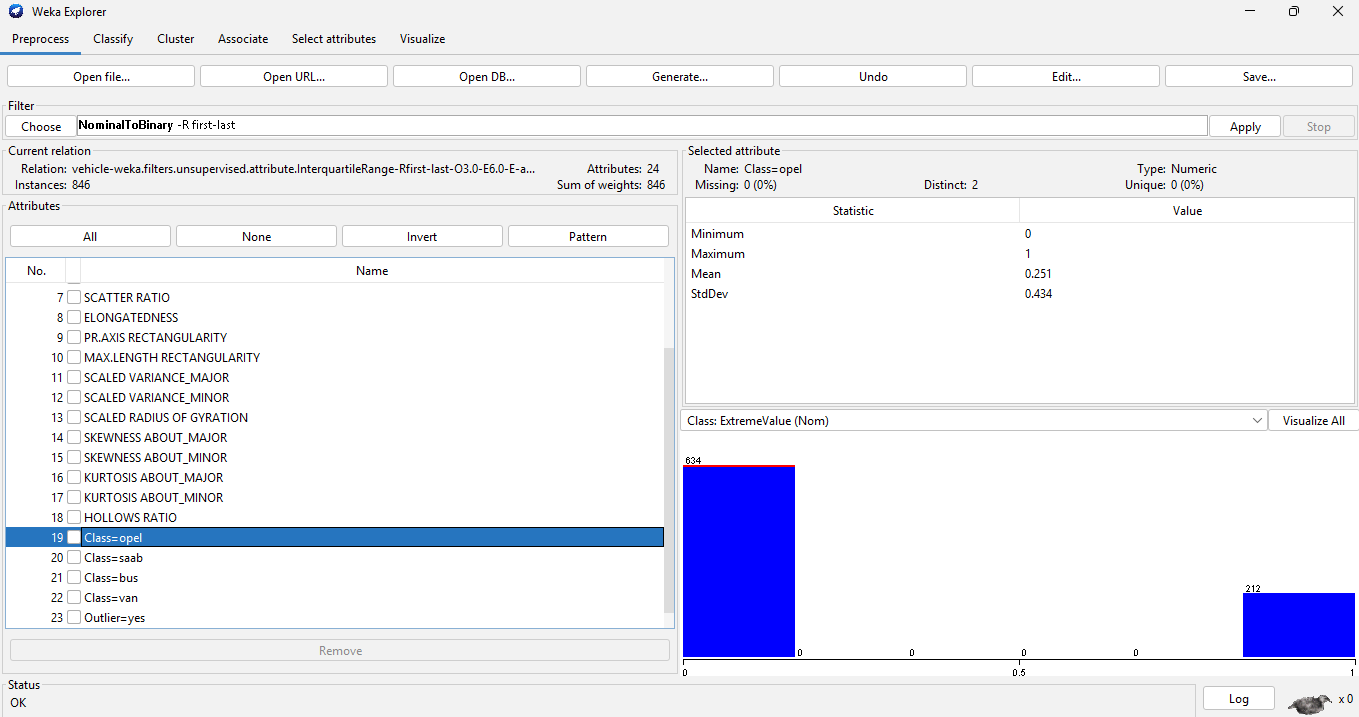 Weka Explorer
Preprocess Classify Cluster Associate Select attributes Visualize
Open file... Open URL... Open DB... Generate... Undo Edit... Save...
Filter
Choose NominalToBinary -R first-last Apply Stop
Current relation
Relation: vehicle-weka.filters.unsupervised.attribute.InterquartileRange-Rfirst-last-O3.0-E6.0-E-a... Attributes: 24
Instances: 846 Sum of weights: 846
Attributes
All None Invert Pattern
No. Name
7 SCATTER RATIO
8 ELONGATEDNESS
9 PR.AXIS RECTANGULARITY
10 MAX.LENGTH RECTANGULARITY
11 SCALED VARIANCE_MAJOR
12 SCALED VARIANCE_MINOR
13 SCALED RADIUS OF GYRATION
14 SKEWNESS ABOUT_MAJOR
15 SKEWNESS ABOUT_MINOR
16 KURTOSIS ABOUT_MAJOR
17 KURTOSIS ABOUT_MINOR
18 HOLLOWS RATIO
19 Class=opel
20 Class=saab
21 Class=bus
22 Class=van
23 Outlier=yes
Remove
Selected attribute
Name: Class=opel Type: Numeric
Missing: 0 (0%) Distinct: 2 Unique: 0 (0%)
Statistic Value
Minimum 0
Maximum 1
Mean 0.251
StdDev 0.434
Class: ExtremeValue (Nom) Visualize All
634
212
0 0 0 0
0 0.5 1
Status
OK
Log x 0